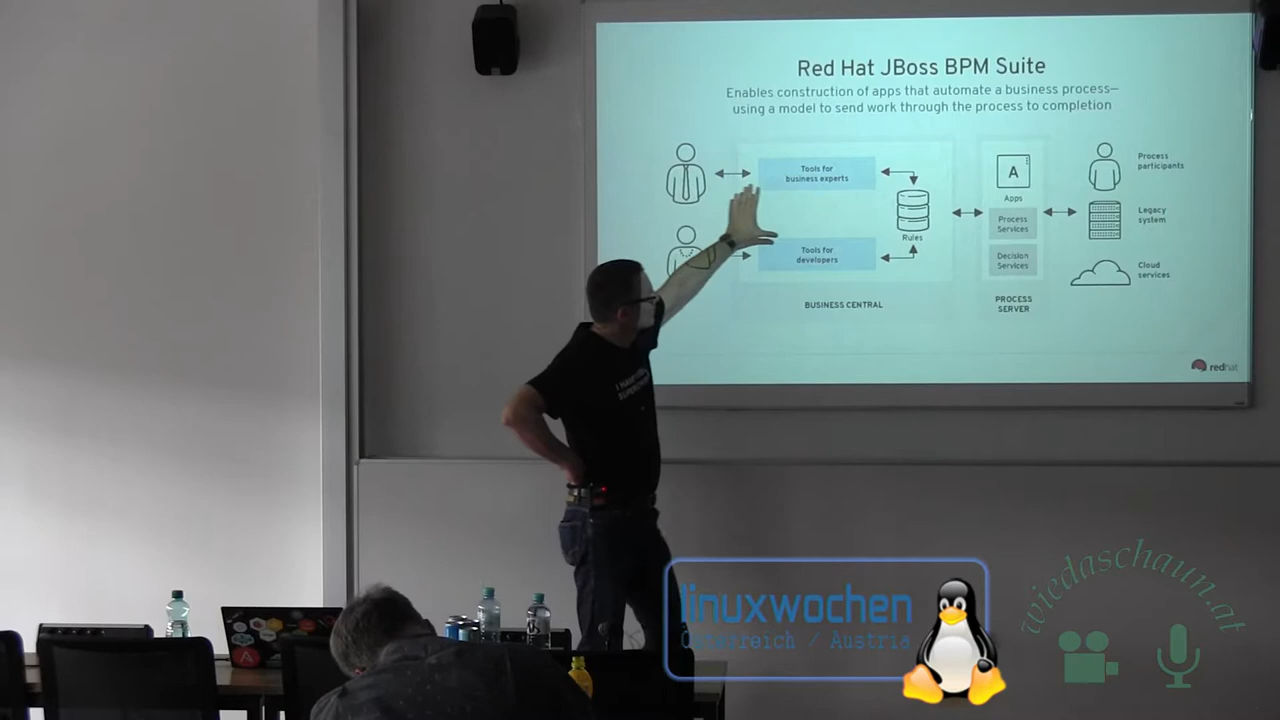 Red Hat JBoss BPM Suite
Enables construction of apps that automate a business process—
using a model to send work through the process to completion
Tools for
business experts
Tools for
developers
Rules
BUSINESS CENTRAL
A
Apps
Process
Services
Decision
Services
PROCESS
SERVER
Process
participants
Legacy
system
Cloud
services
redhat
I HAVE
linuxwochen
Österreich / Austria
wiedaschaun.at